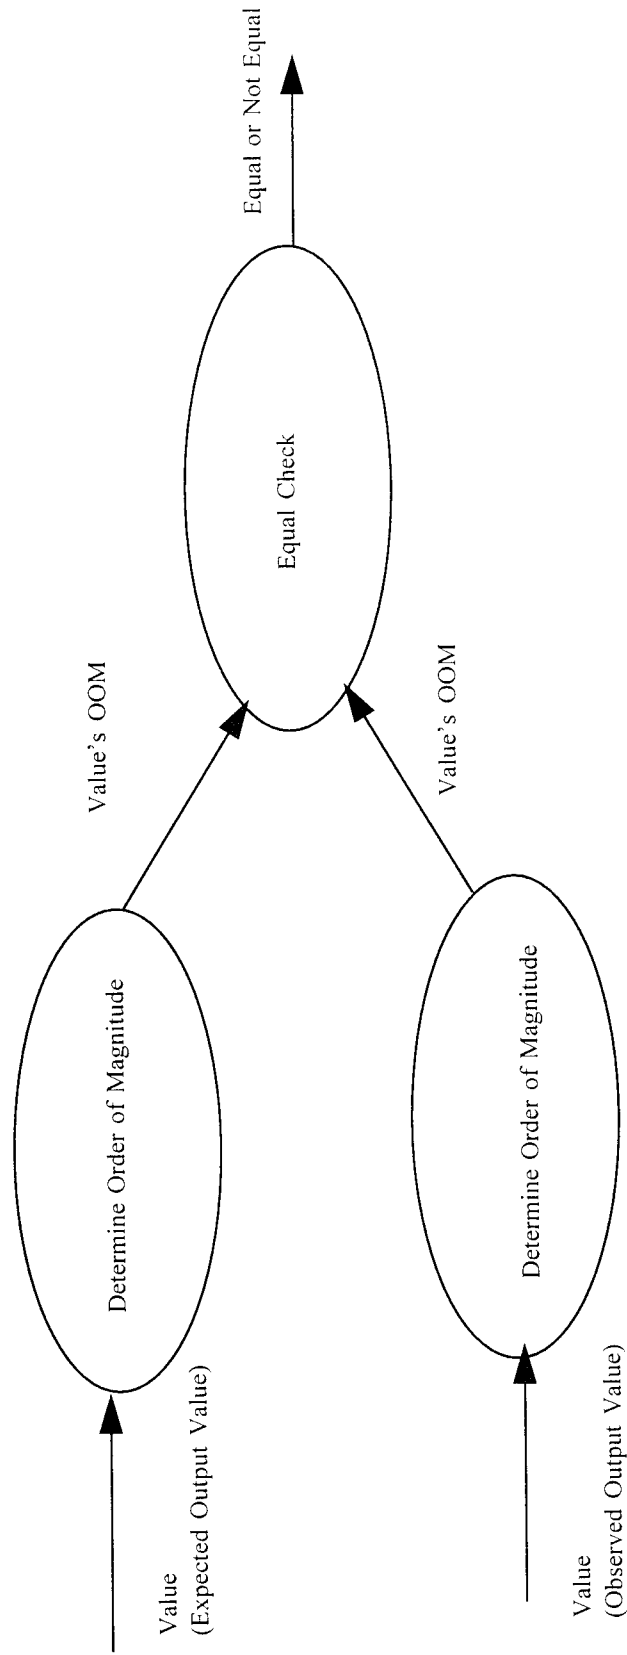 Value
(Expected Output Value)
Determine Order of Magnitude
Value's OOM
Value
(Observed Output Value)
Determine Order of Magnitude
Value's OOM
Equal Check
Equal or Not Equal